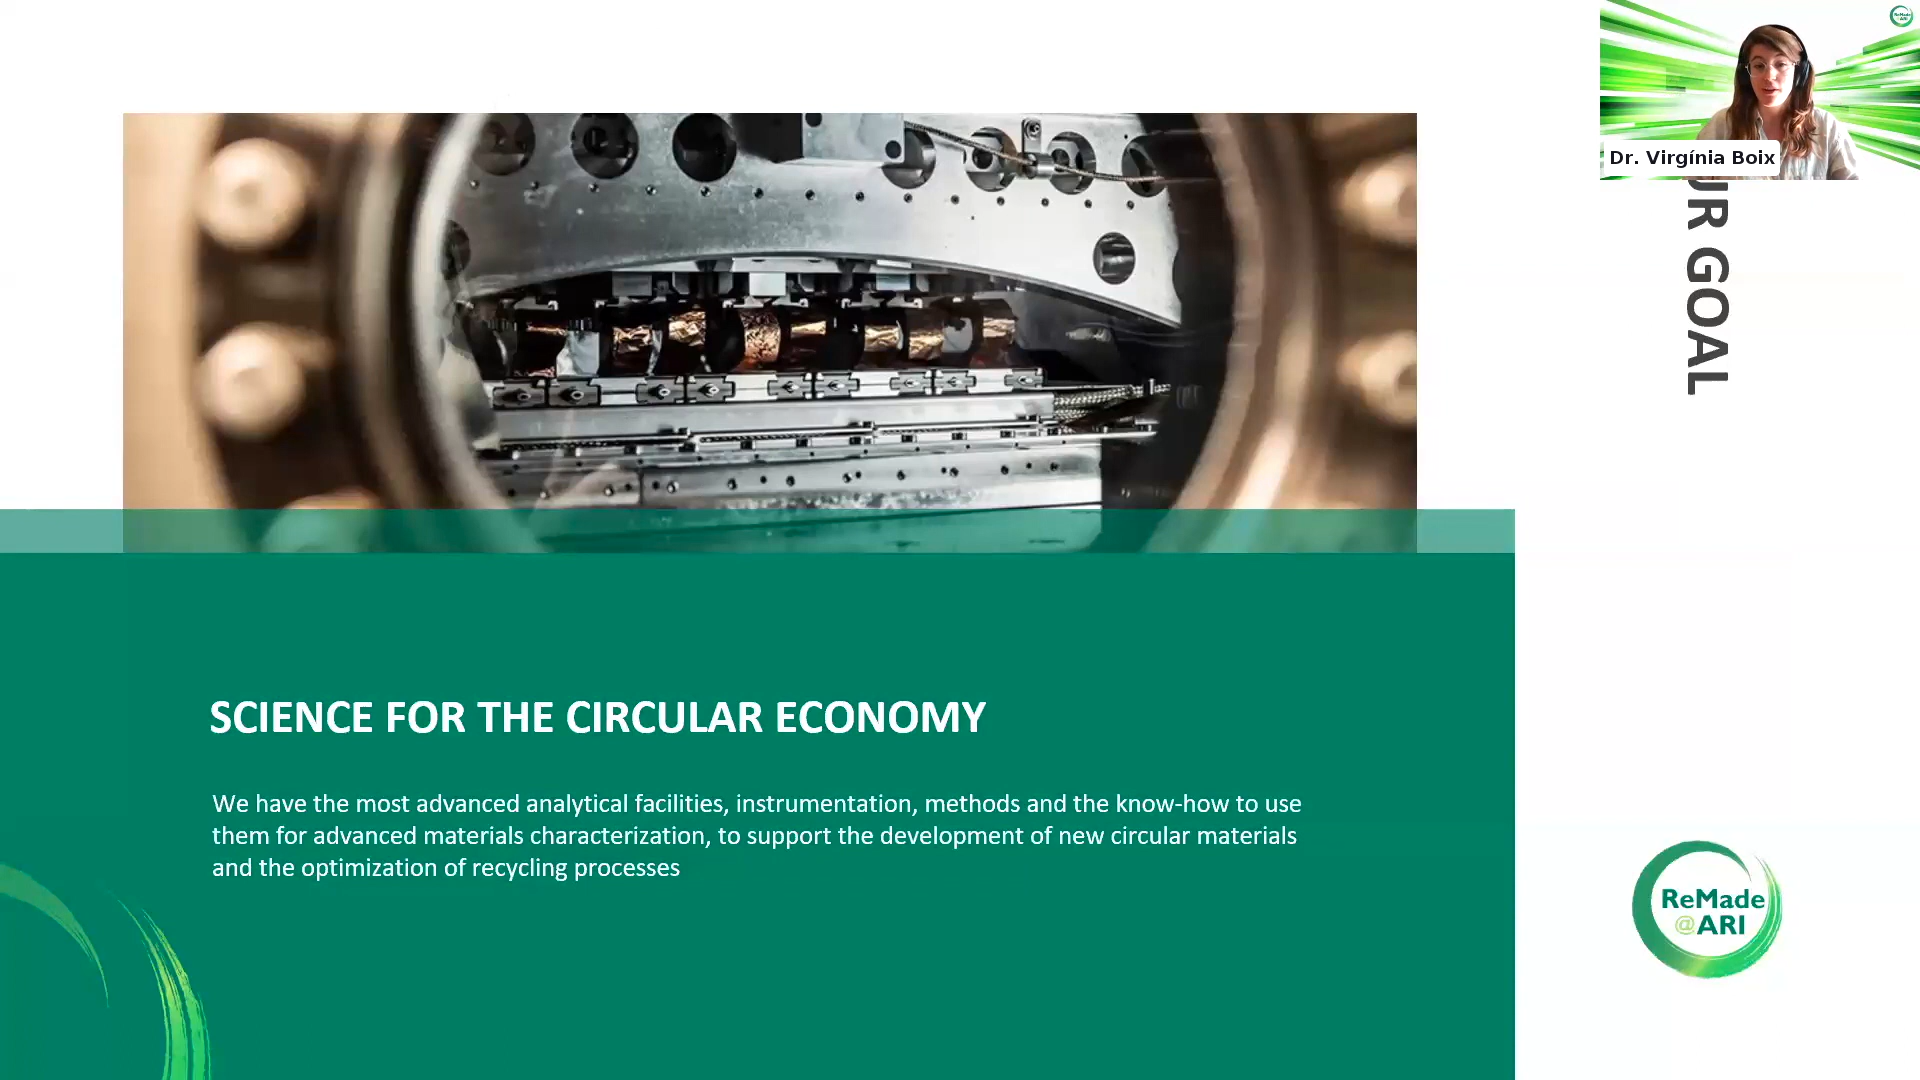 Dr. Virgínia Boix
UR GOAL
SCIENCE FOR THE CIRCULAR ECONOMY
We have the most advanced analytical facilities, instrumentation, methods and the know-how to use
them for advanced materials characterization, to support the development of new circular materials
and the optimization of recycling processes
ReMade
@ARI